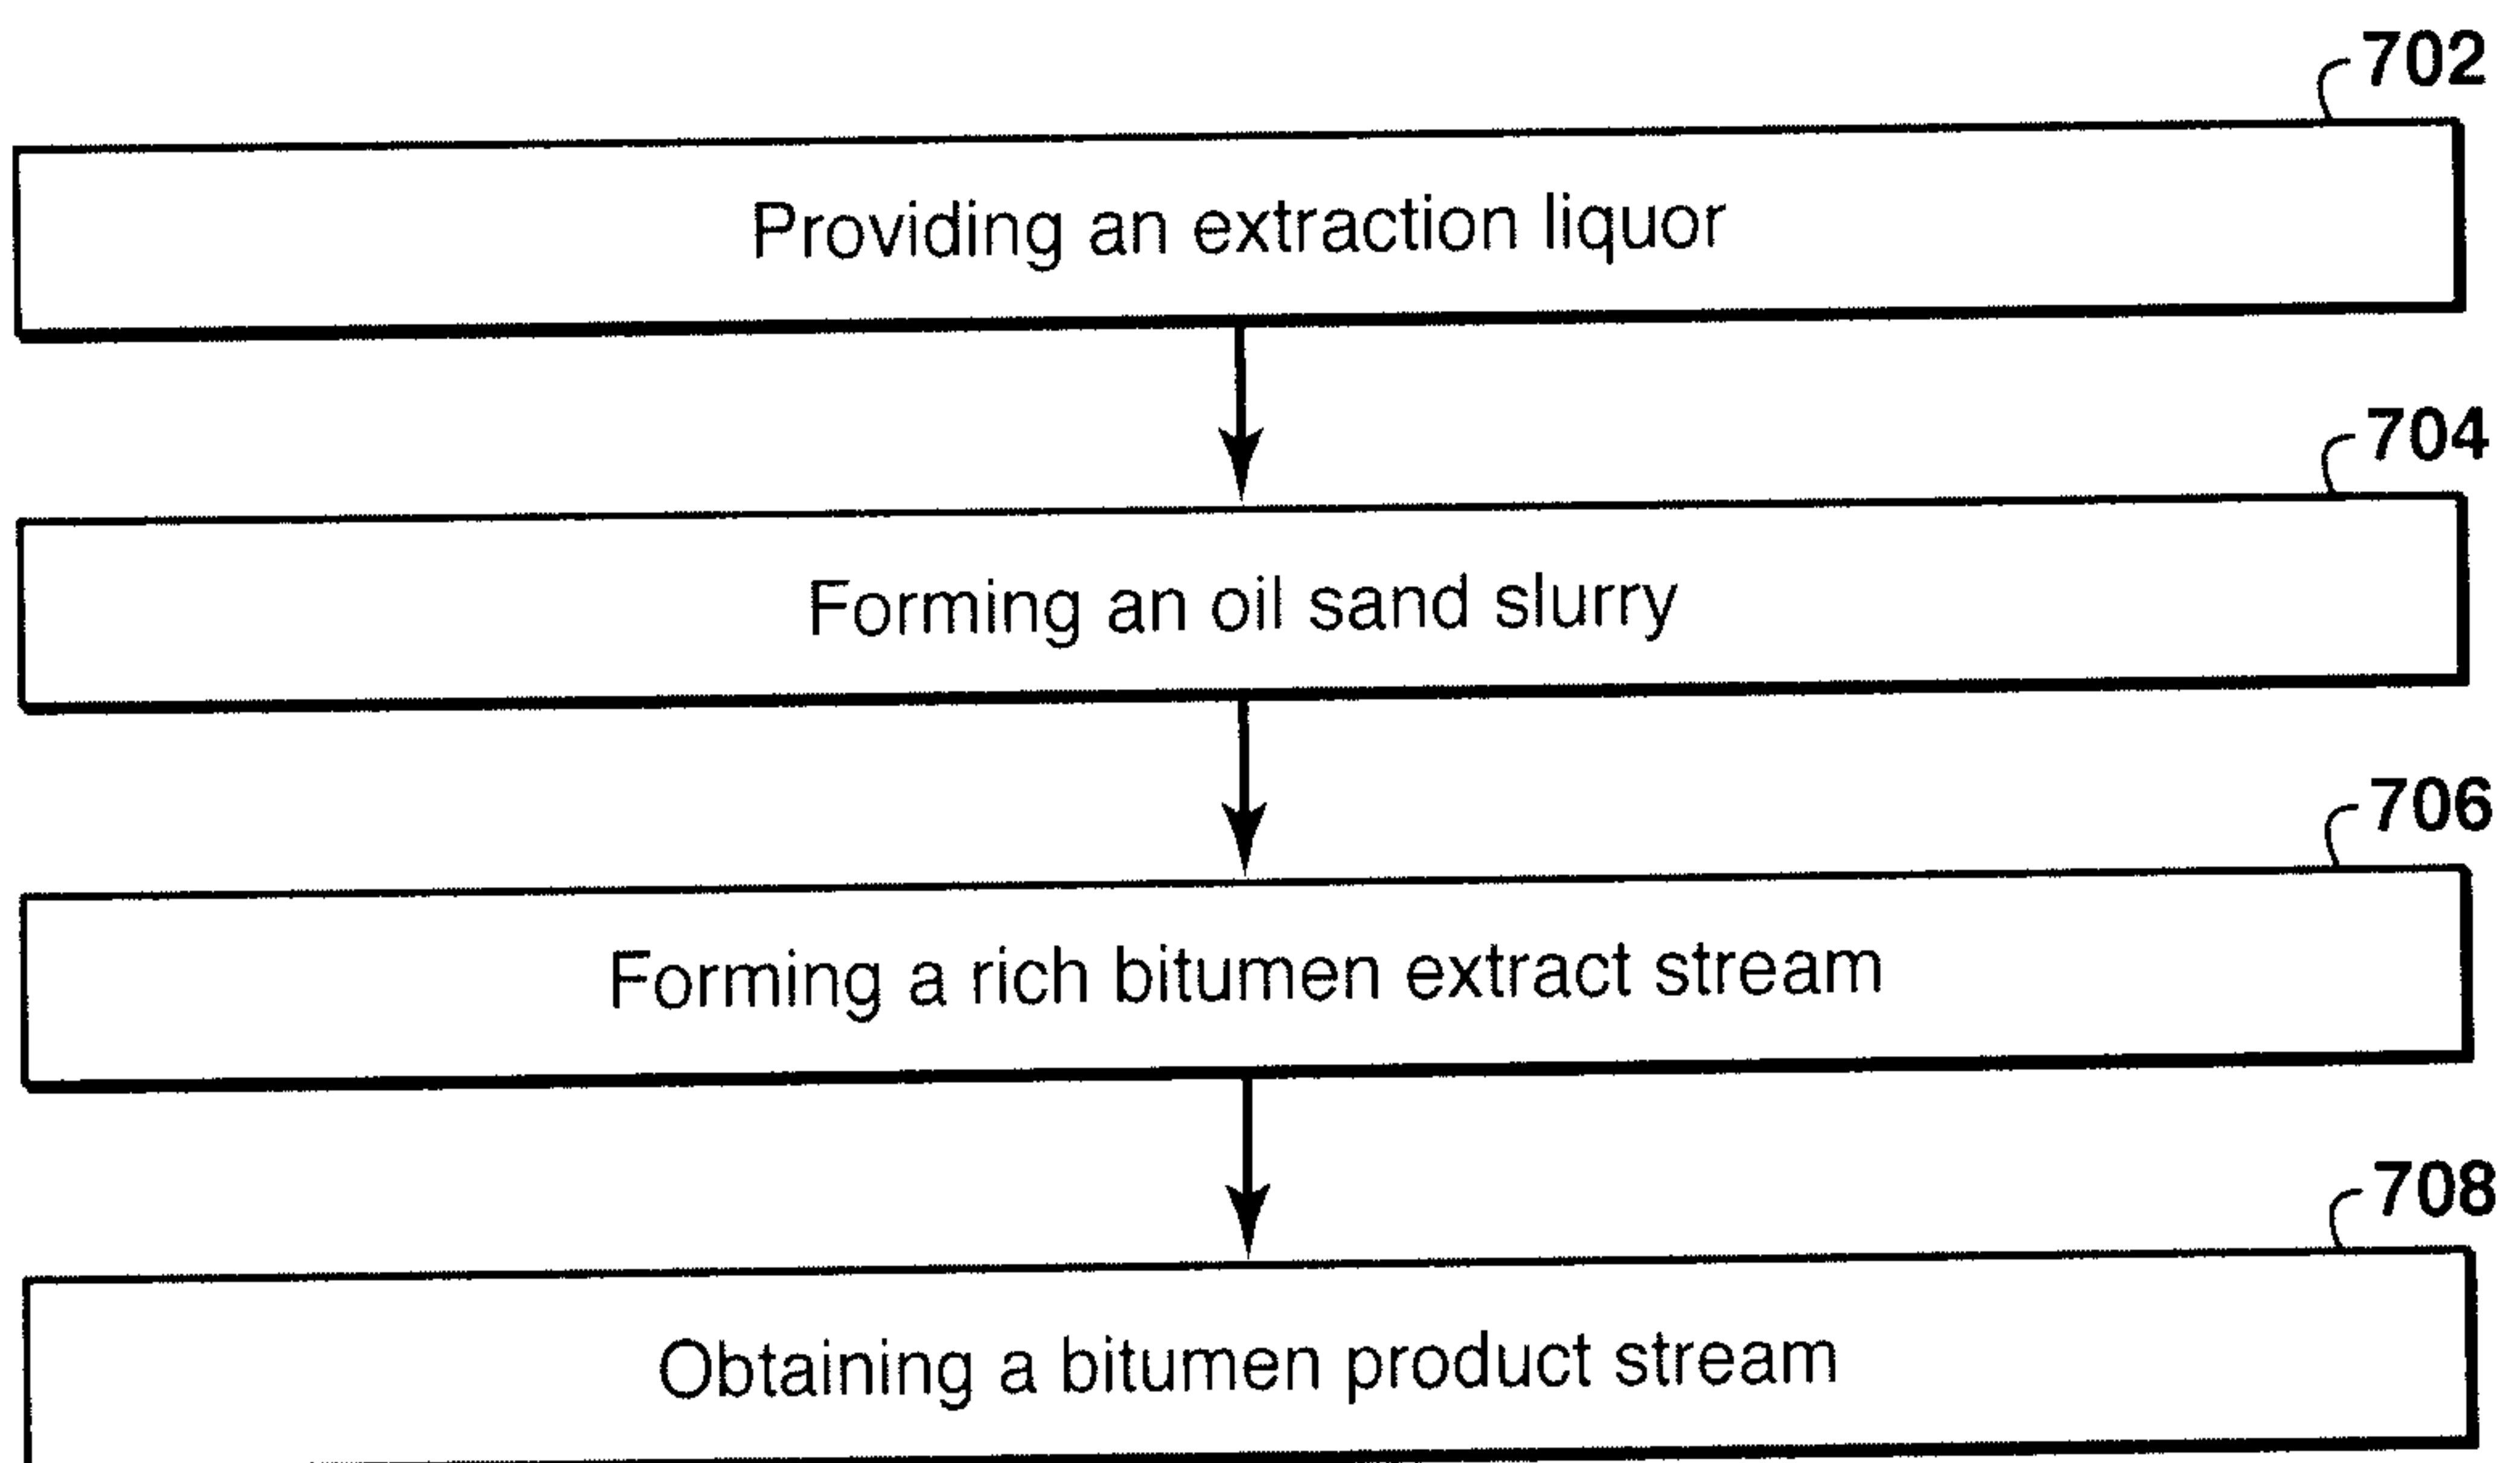 702
Providing an extraction liquor
704
Forming an oil sand slurry
706
Forming a rich bitumen extract stream
708
Obtaining a bitumen product stream